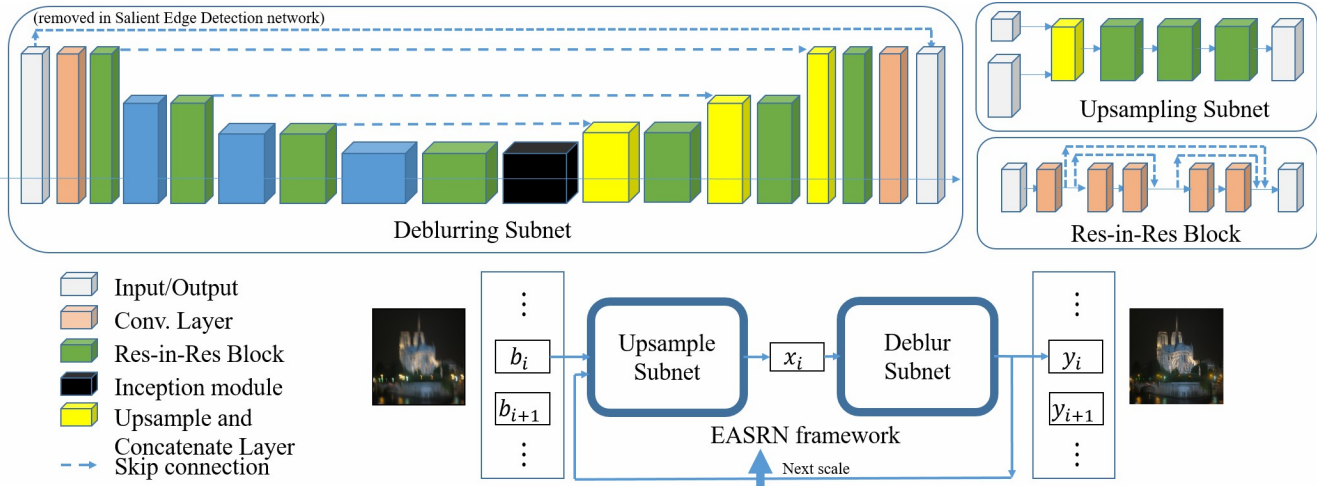 (removed in Salient Edge Detection network)
Deblurring Subnet
Upsampling Subnet
Res-in-Res Block
Input/Output
Conv. Layer
Res-in-Res Block
Inception module
Upsample and
Concatenate Layer
Skip connection
⋮
b_i
b_{i+1}
⋮
Upsample
Subnet
x_i
Deblur
Subnet
⋮
y_i
y_{i+1}
⋮
EASRN framework
Next scale